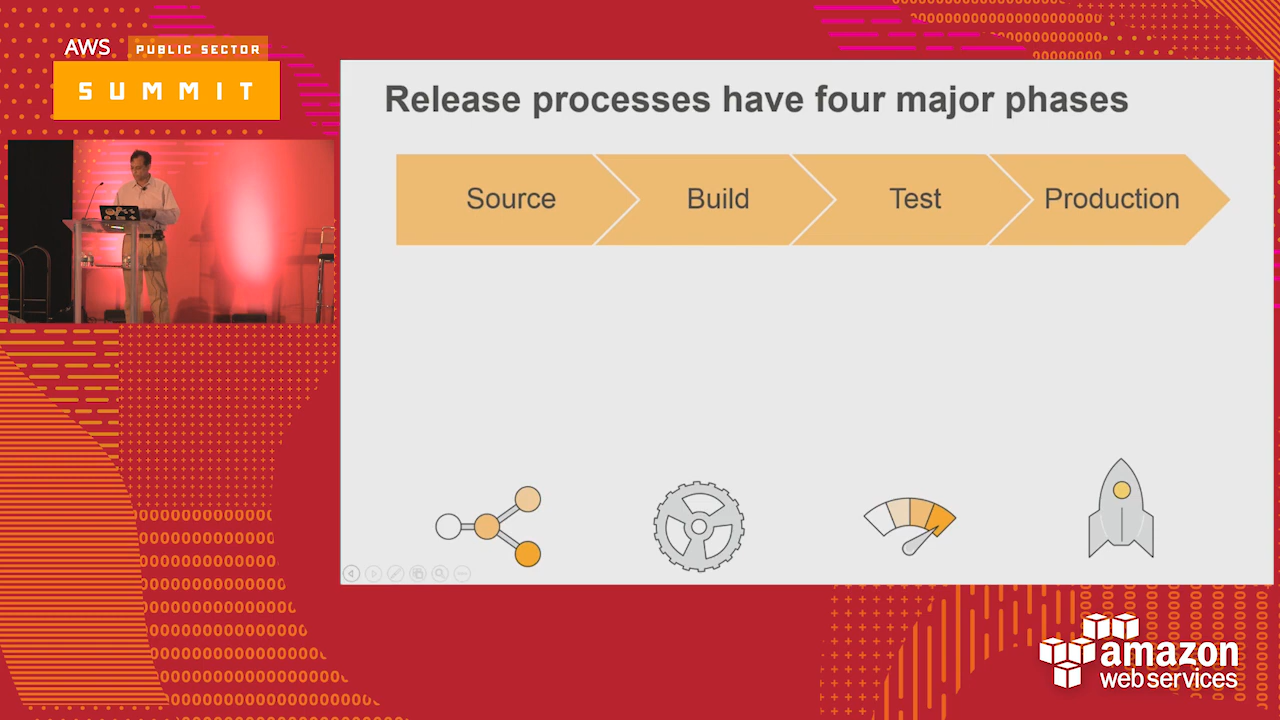 AWS PUBLIC SECTOR
SUMMIT
Release processes have four major phases
Source Build Test Production
amazon
web services